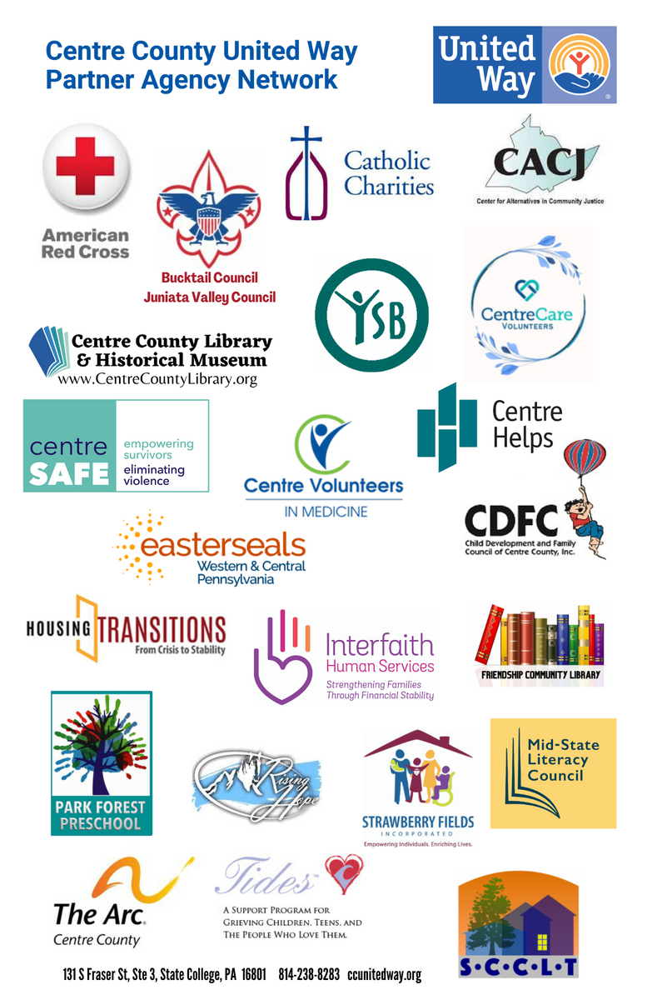 Centre County United Way
Partner Agency Network
United
Way
®
American
Red Cross
Bucktail Council
Juniata Valley Council
Catholic
Charities
CACJ
Center for Alternatives in Community Justice
YSB
CentreCare
VOLUNTEERS
Centre County Library
& Historical Museum
www.CentreCountyLibrary.org
centre
SAFE
empowering
survivors
eliminating
violence
Centre Volunteers
IN MEDICINE
Centre
Helps
CDFC
Child Development and Family
Council of Centre County, Inc.
easterseals
Western & Central
Pennsylvania
HOUSING TRANSITIONS
From Crisis to Stability
Interfaith
Human Services
Strengthening Families
Through Financial Stability
FRIENDSHIP COMMUNITY LIBRARY
PARK FOREST
PRESCHOOL
Rising
Hope
STRAWBERRY FIELDS
INCORPORATED
Empowering Individuals. Enriching Lives.
Mid-State
Literacy
Council
The Arc®
Centre County
Tides™
A SUPPORT PROGRAM FOR
GRIEVING CHILDREN, TEENS, AND
THE PEOPLE WHO LOVE THEM.
S·C·C·L·T
131 S Fraser St, Ste 3, State College, PA 16801 814-238-8283 ccunitedway.org